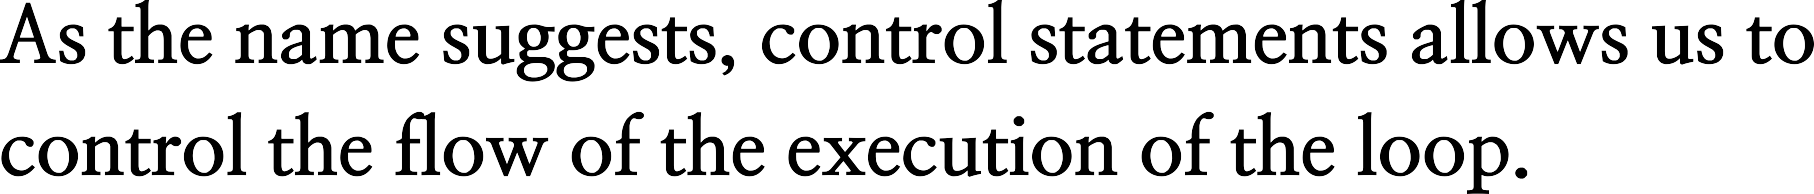 As the name suggests, control statements allows us to
control the flow of the execution of the loop.